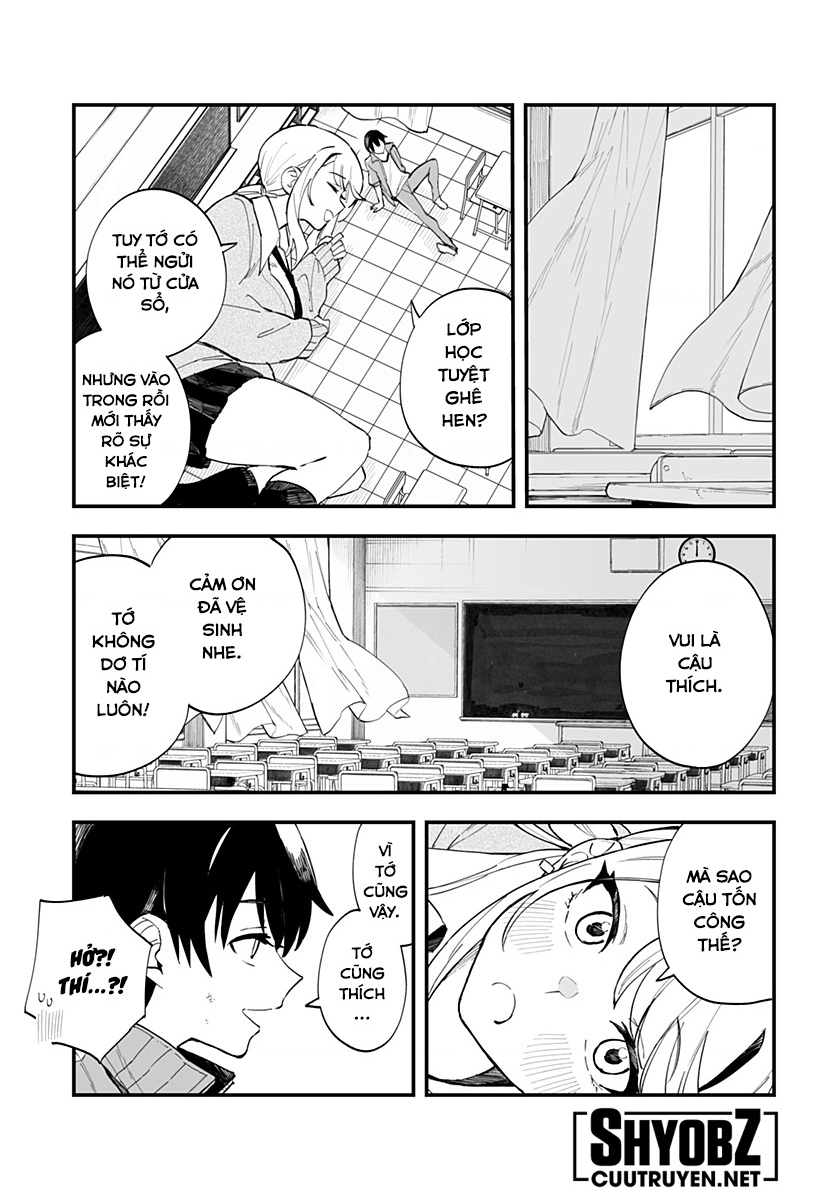 LỚP
HỌC
TUYỆT
GHÊ
HEN?
TUY TỚ CÓ
THỂ NGỬI
NÓ TỪ CỬA
SỔ,
NHƯNG VÀO
TRONG RỒI
MỚI THẤY
RÕ SỰ
KHÁC
BIỆT!
VUI LÀ
CẬU
THÍCH.
CẢM ƠN
ĐÃ VỆ
SINH
NHE.
TỚ
KHÔNG
DƠ TÍ
NÀO
LUÔN!
MÀ SAO
CẬU TỐN
CÔNG
THẾ?
VÌ
TỚ
CŨNG
VẬY.
TỚ
CŨNG
THÍCH
...
HỞ?!
THÍ...?!
SHYOBZ
CUUTRUYEN.NET